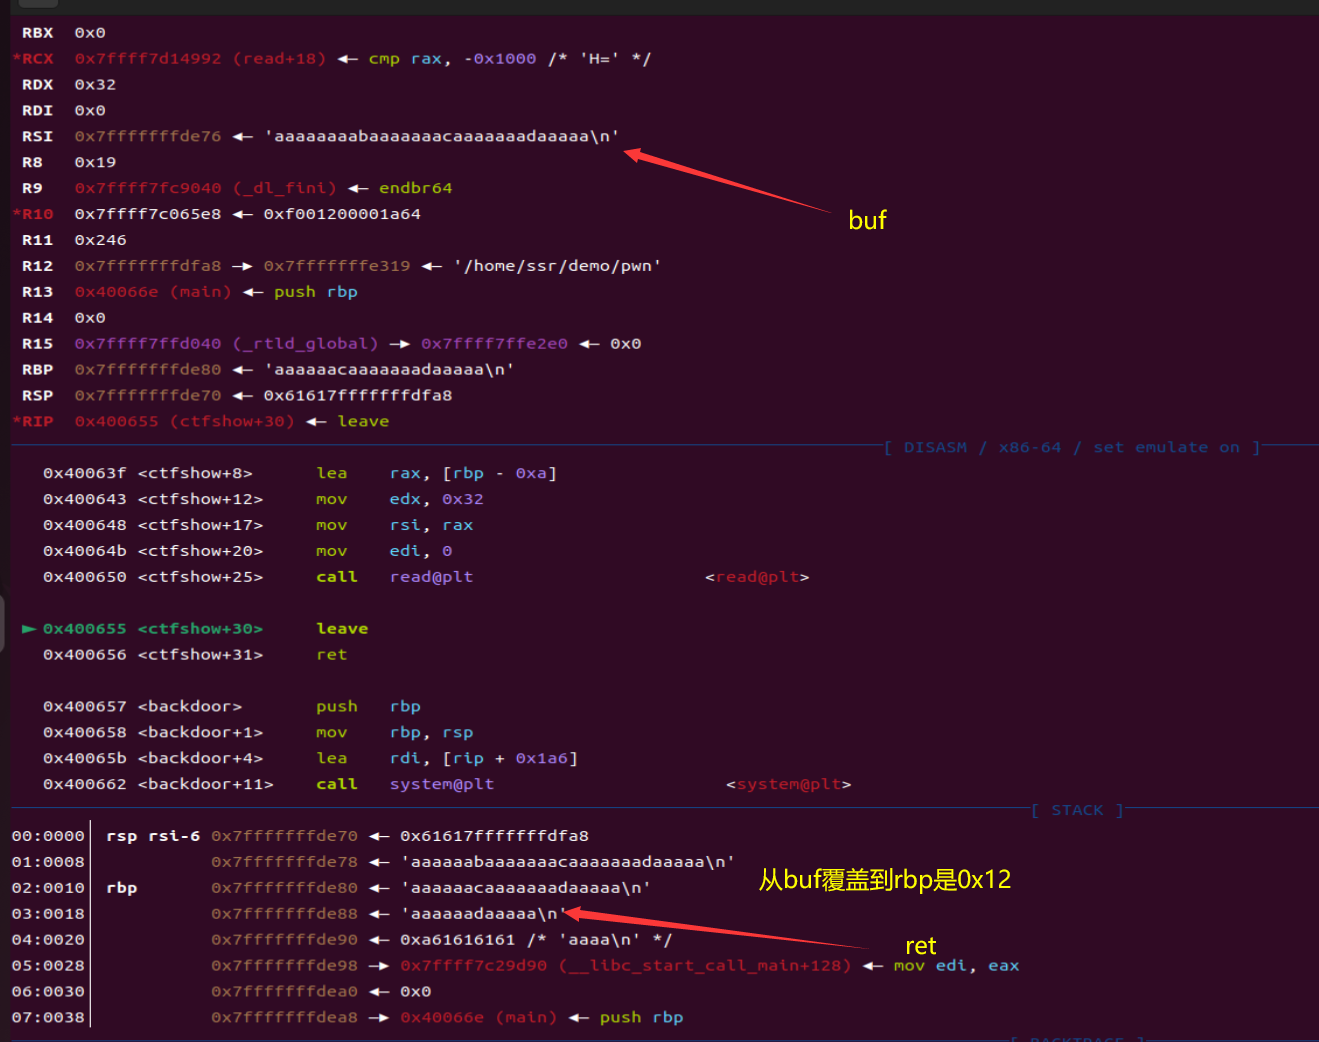 RBX 0x0
*RCX 0x7ffff7d14992 (read+18) ◂— cmp rax, -0x1000 /* 'H=' */
RDX 0x32
RDI 0x0
RSI 0x7fffffffde76 ◂— 'aaaaaaaabaaaaaaacaaaaaaadaaaaa\n'
R8 0x19
R9 0x7ffff7fc9040 (_dl_fini) ◂— endbr64
*R10 0x7ffff7c065e8 ◂— 0xf001200001a64
buf
R11 0x246
R12 0x7fffffffdfa8 —▸ 0x7fffffffe319 ◂— '/home/ssr/demo/pwn'
R13 0x40066e (main) ◂— push rbp
R14 0x0
R15 0x7ffff7ffd040 (_rtld_global) —▸ 0x7ffff7ffe2e0 ◂— 0x0
RBP 0x7fffffffde80 ◂— 'aaaaaacaaaaaaadaaaaa\n'
RSP 0x7fffffffde70 ◂— 0x61617fffffffdfa8
*RIP 0x400655 (ctfshow+30) ◂— leave
[ DISASM / x86-64 / set emulate on ]
0x40063f <ctfshow+8> lea rax, [rbp - 0xa]
0x400643 <ctfshow+12> mov edx, 0x32
0x400648 <ctfshow+17> mov rsi, rax
0x40064b <ctfshow+20> mov edi, 0
0x400650 <ctfshow+25> call read@plt <read@plt>
► 0x400655 <ctfshow+30> leave
0x400656 <ctfshow+31> ret
0x400657 <backdoor> push rbp
0x400658 <backdoor+1> mov rbp, rsp
0x40065b <backdoor+4> lea rdi, [rip + 0x1a6]
0x400662 <backdoor+11> call system@plt <system@plt>
[ STACK ]
00:0000│ rsp rsi-6 0x7fffffffde70 ◂— 0x61617fffffffdfa8
01:0008│ 0x7fffffffde78 ◂— 'aaaaaabaaaaaaacaaaaaaadaaaaa\n'
02:0010│ rbp 0x7fffffffde80 ◂— 'aaaaaacaaaaaaadaaaaa\n'
从buf覆盖到rbp是0x12
03:0018│ 0x7fffffffde88 ◂— 'aaaaaadaaaaa\n'
04:0020│ 0x7fffffffde90 ◂— 0xa61616161 /* 'aaaa\n' */
ret
05:0028│ 0x7fffffffde98 —▸ 0x7ffff7c29d90 (__libc_start_call_main+128) ◂— mov edi, eax
06:0030│ 0x7fffffffdea0 ◂— 0x0
07:0038│ 0x7fffffffdea8 —▸ 0x40066e (main) ◂— push rbp
[ BACKTRACE ]